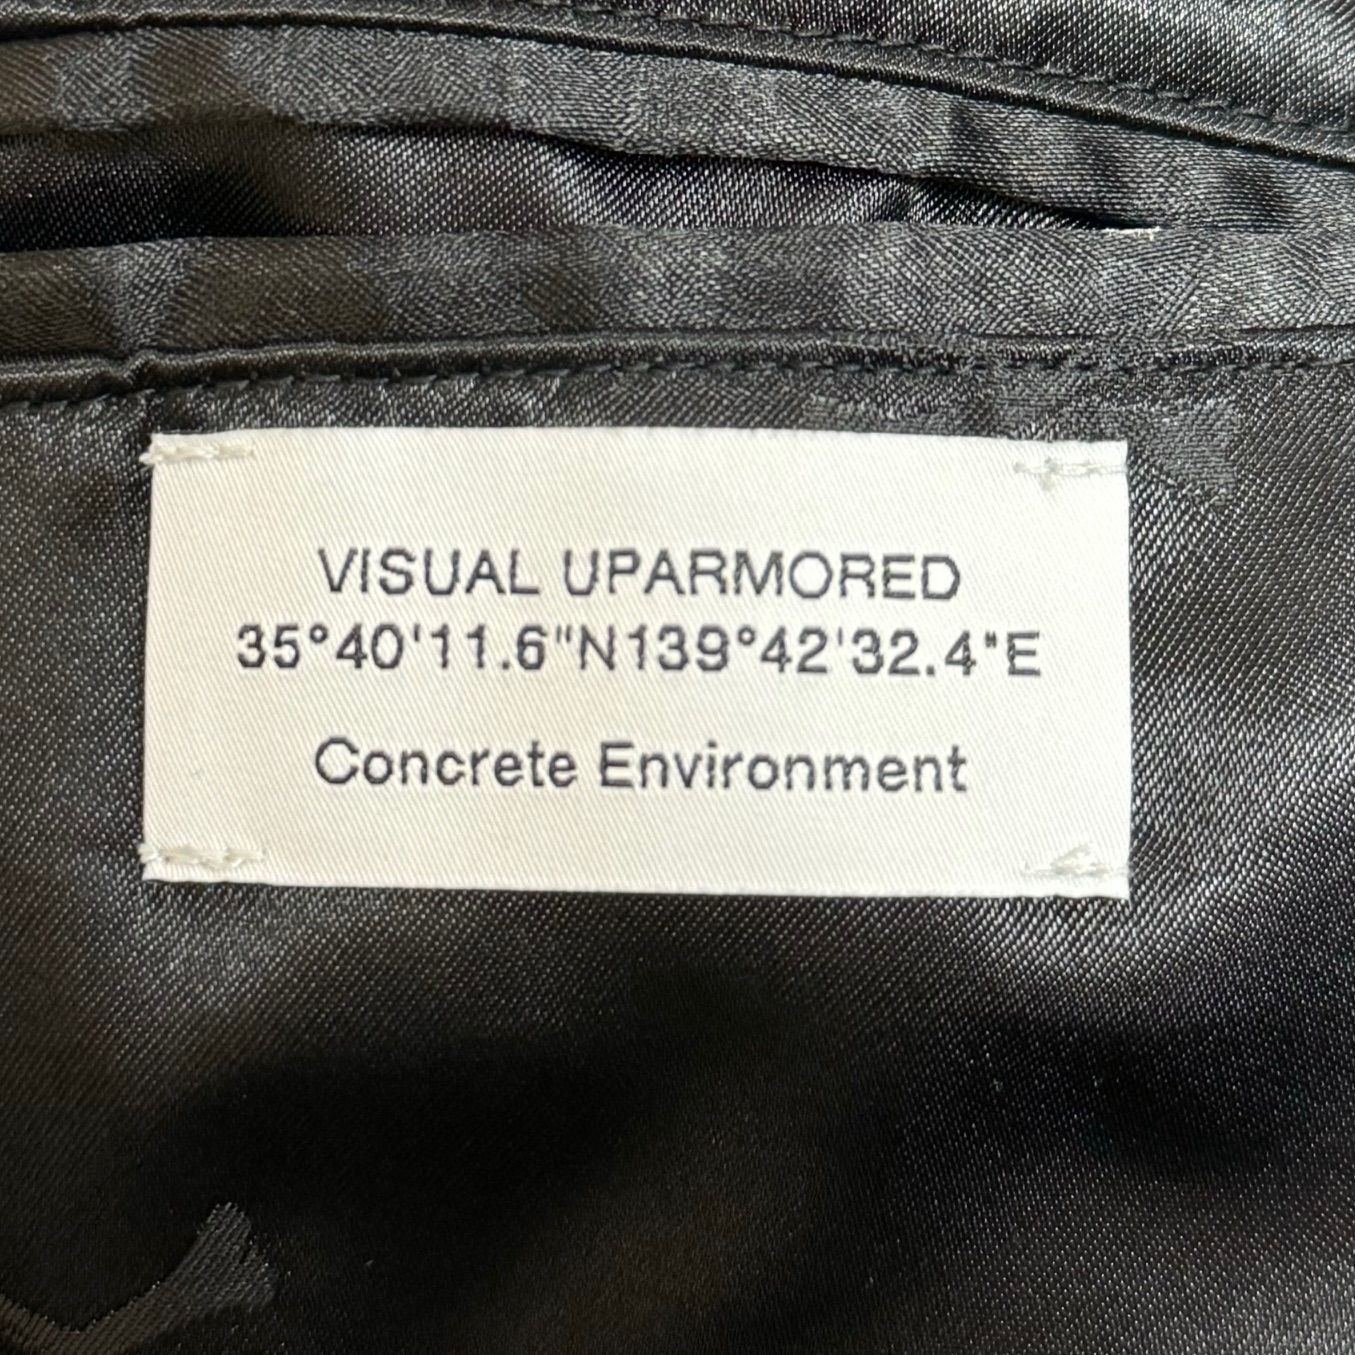 VISUAL UPARMORED
35°40'11.6"N139°42'32.4"E
Concrete Environment